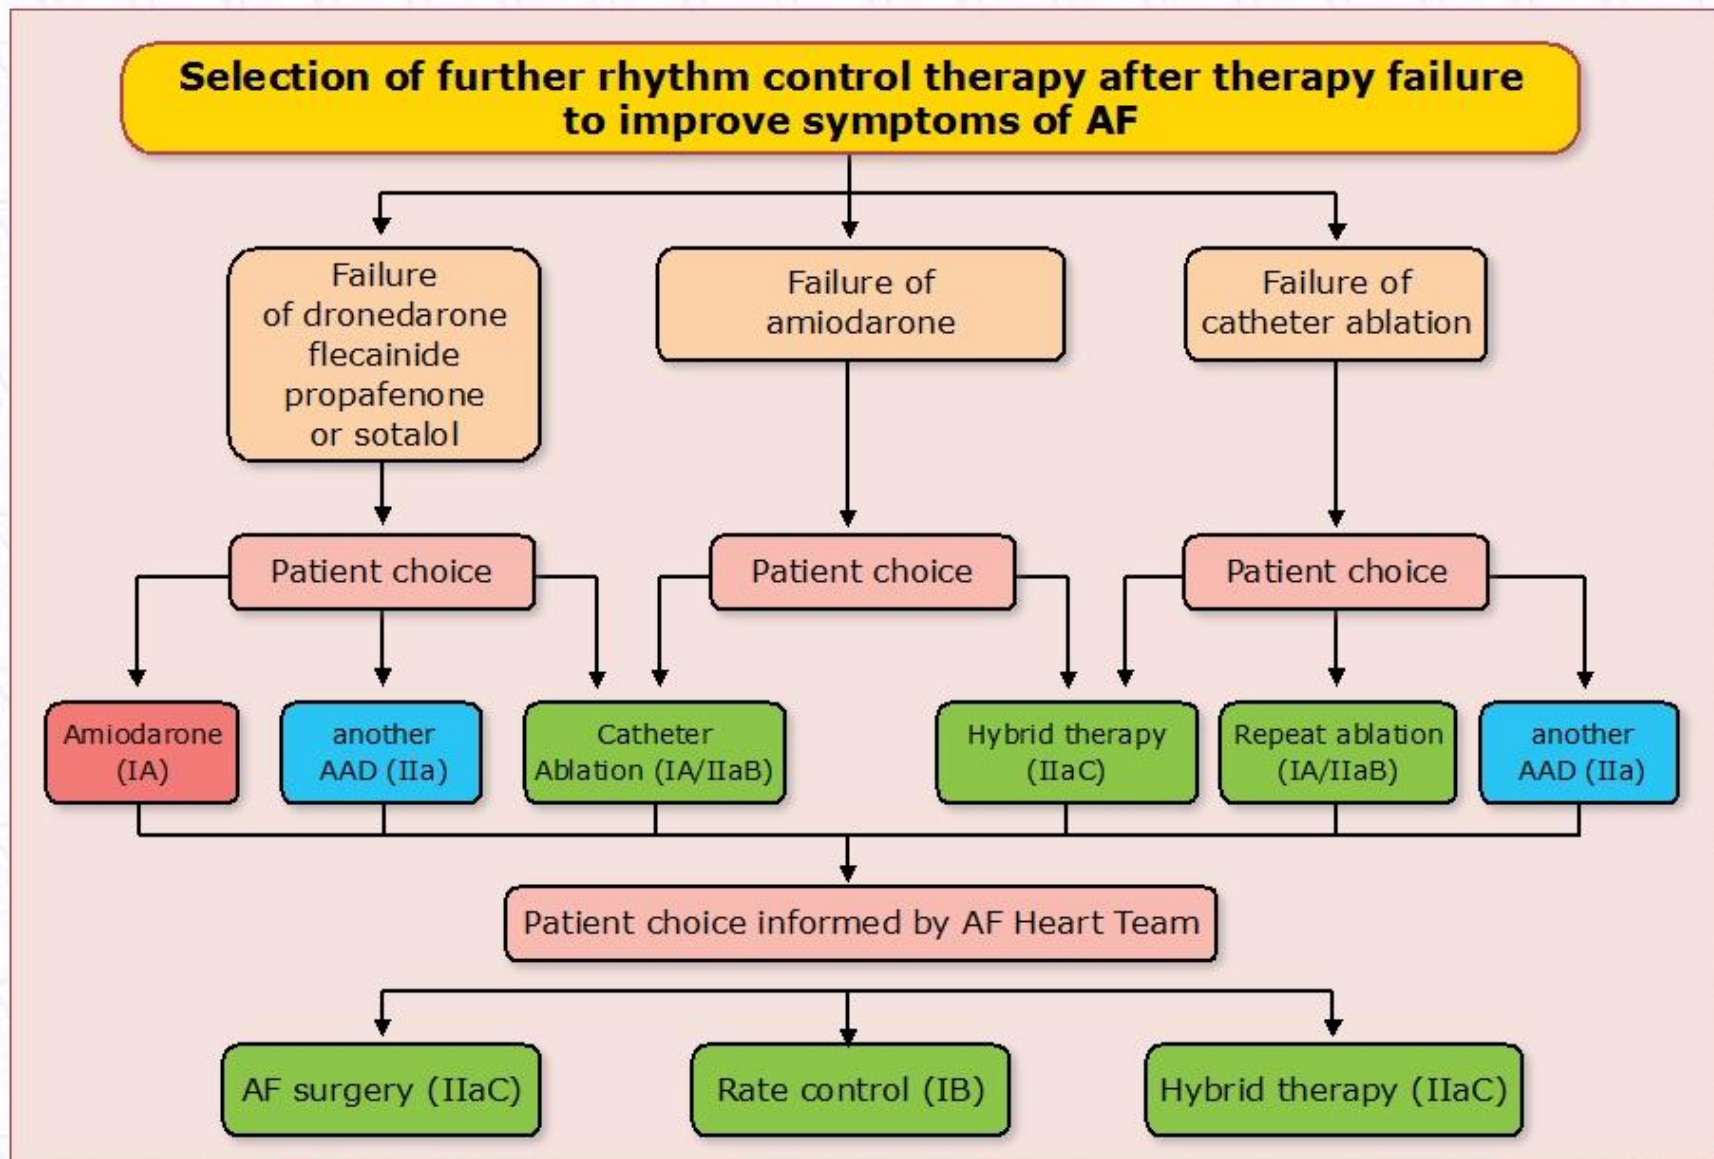 Selection of further rhythm control therapy after therapy failure
to improve symptoms of AF
Failure
of dronedarone
flecainide
propafenone
or sotalol
Failure of
amiodarone
Failure of
catheter ablation
Patient choice
Patient choice
Patient choice
Amiodarone
(IA)
another
AAD (IIa)
Catheter
Ablation (IA/IIaB)
Hybrid therapy
(IIaC)
Repeat ablation
(IA/IIaB)
another
AAD (IIa)
Patient choice informed by AF Heart Team
AF surgery (IIaC)
Rate control (IB)
Hybrid therapy (IIaC)